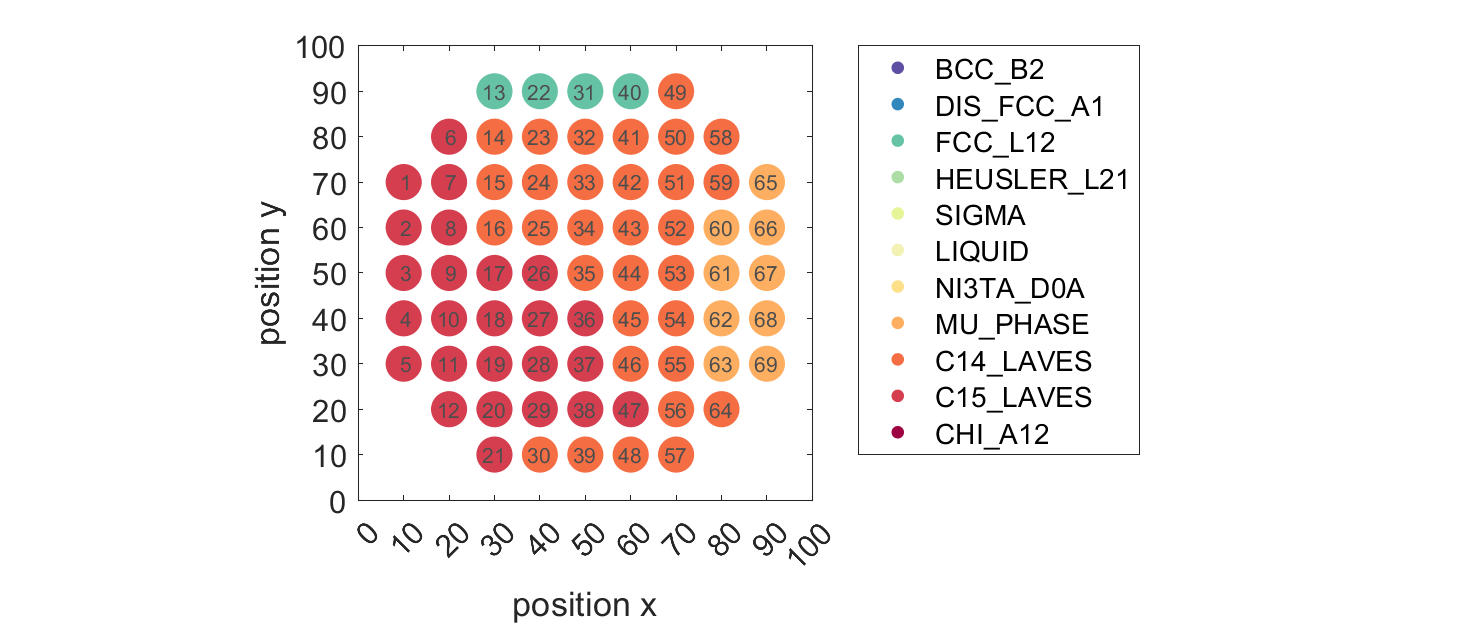 100
90 13 22 31 40 49
80 6 14 23 32 41 50 58
70 1 7 15 24 33 42 51 59 65
60 2 8 16 25 34 43 52 60 66
50 3 9 17 26 35 44 53 61 67
40 4 10 18 27 36 45 54 62 68
30 5 11 19 28 37 46 55 63 69
20 12 20 29 38 47 56 64
10 21 30 39 48 57
0
position y
0 10 20 30 40 50 60 70 80 90 100
position x
BCC_B2
DIS_FCC_A1
FCC_L12
HEUSLER_L21
SIGMA
LIQUID
NI3TA_D0A
MU_PHASE
C14_LAVES
C15_LAVES
CHI_A12